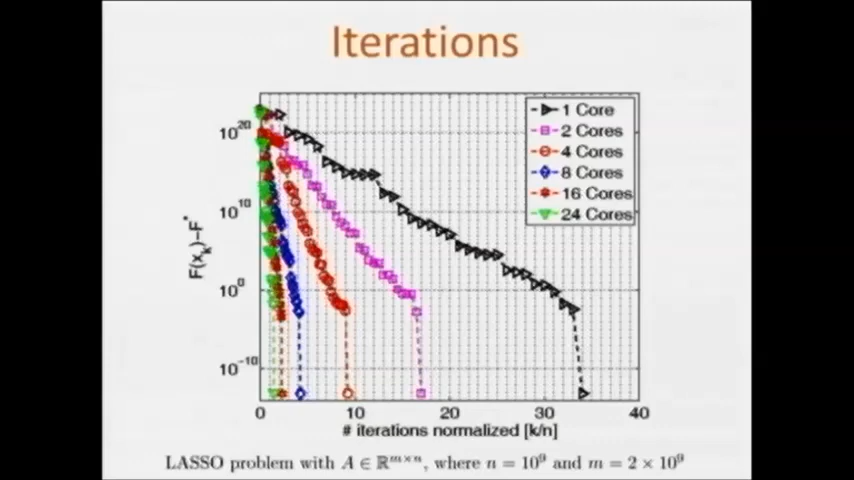 Iterations
1 Core
2 Cores
4 Cores
8 Cores
16 Cores
24 Cores
10^20
10^10
10^0
10^-10
F(x_k)-F*
0 10 20 30 40
# iterations normalized [k/n]
LASSO problem with A ∈ ℝ^{m×n}, where n = 10^9 and m = 2 × 10^9